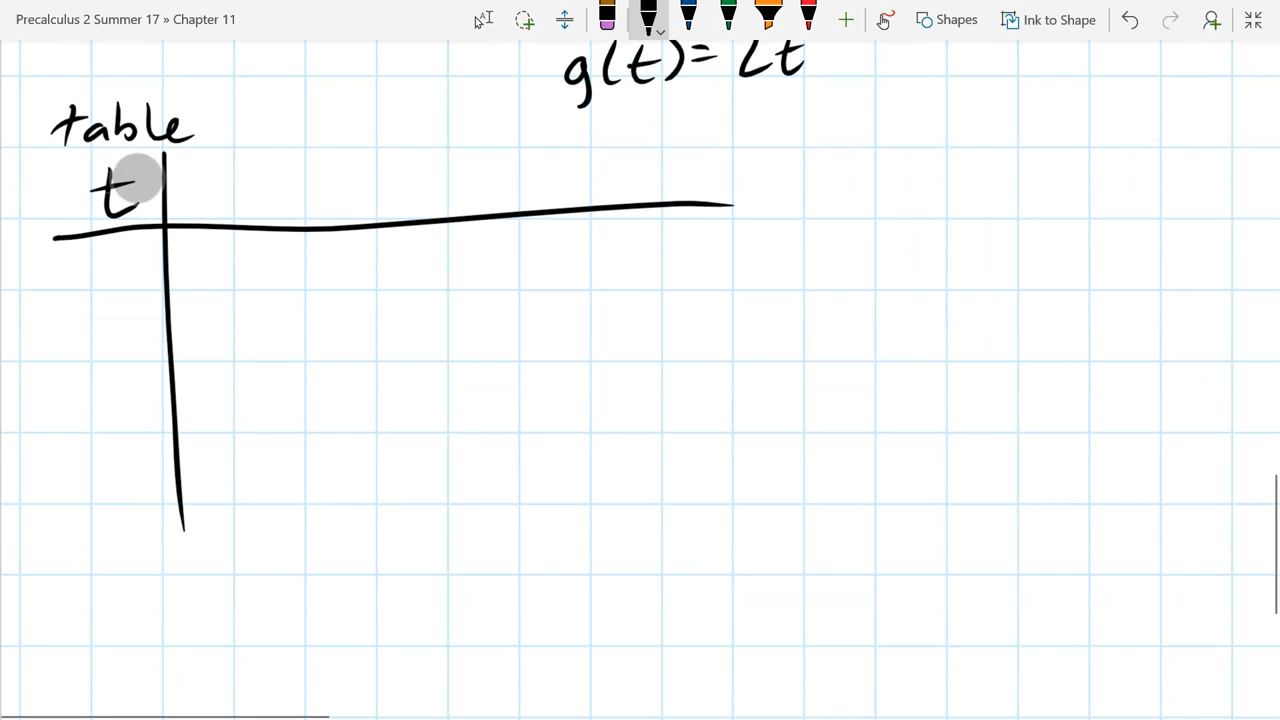 Precalculus 2 Summer 17 » Chapter 11
Shapes
Ink to Shape
g(t)= 2t
table
t